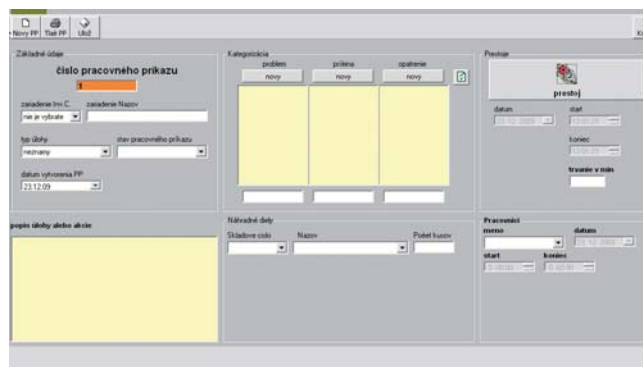 Novy PP Tlač PP Ulož
Základné údaje
číslo pracovného príkazu
1
zariadenie Inv.C. zariadenie Nazov
nie je vybrate
typ úlohy stav pracovného príkazu
neznamy
datum vytvorenia PP
23.12.09
Kategorizácia
problem príčina opatrenie
novy novy novy
Prestoje
prestoj
datum start
koniec
trvanie v min
popis úlohy alebo akcie
Náhradné diely
Skladove cislo Nazov Počet kusov
Pracovníci
meno datum
start koniec